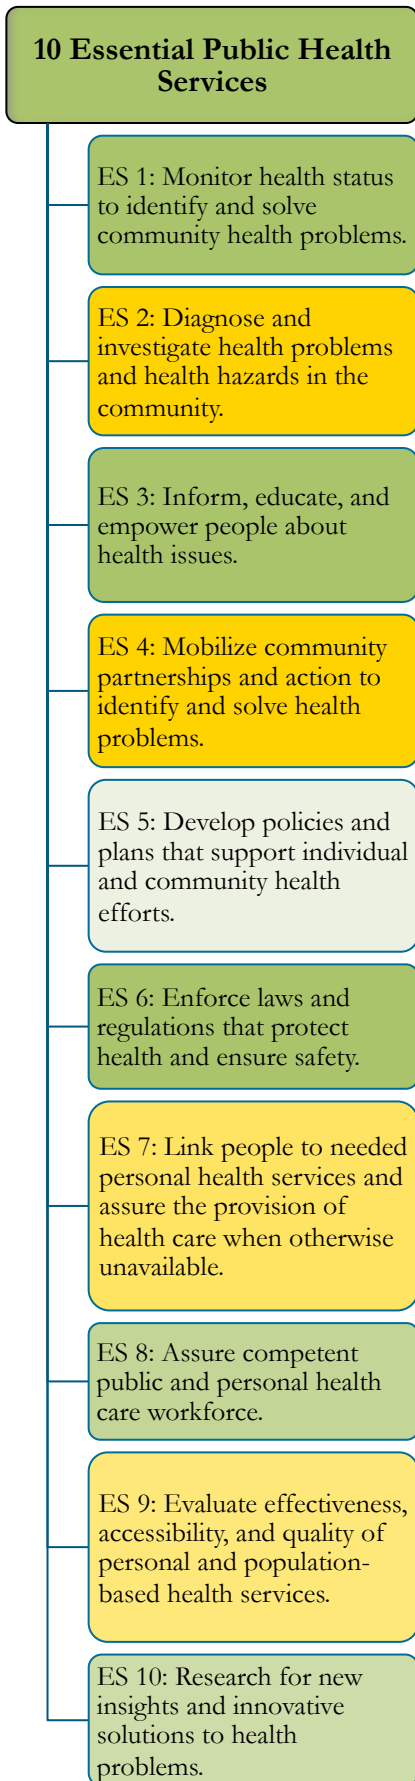 10 Essential Public Health
Services
ES 1: Monitor health status
to identify and solve
community health problems.
ES 2: Diagnose and
investigate health problems
and health hazards in the
community.
ES 3: Inform, educate, and
empower people about
health issues.
ES 4: Mobilize community
partnerships and action to
identify and solve health
problems.
ES 5: Develop policies and
plans that support individual
and community health
efforts.
ES 6: Enforce laws and
regulations that protect
health and ensure safety.
ES 7: Link people to needed
personal health services and
assure the provision of
health care when otherwise
unavailable.
ES 8: Assure competent
public and personal health
care workforce.
ES 9: Evaluate effectiveness,
accessibility, and quality of
personal and population-
based health services.
ES 10: Research for new
insights and innovative
solutions to health
problems.